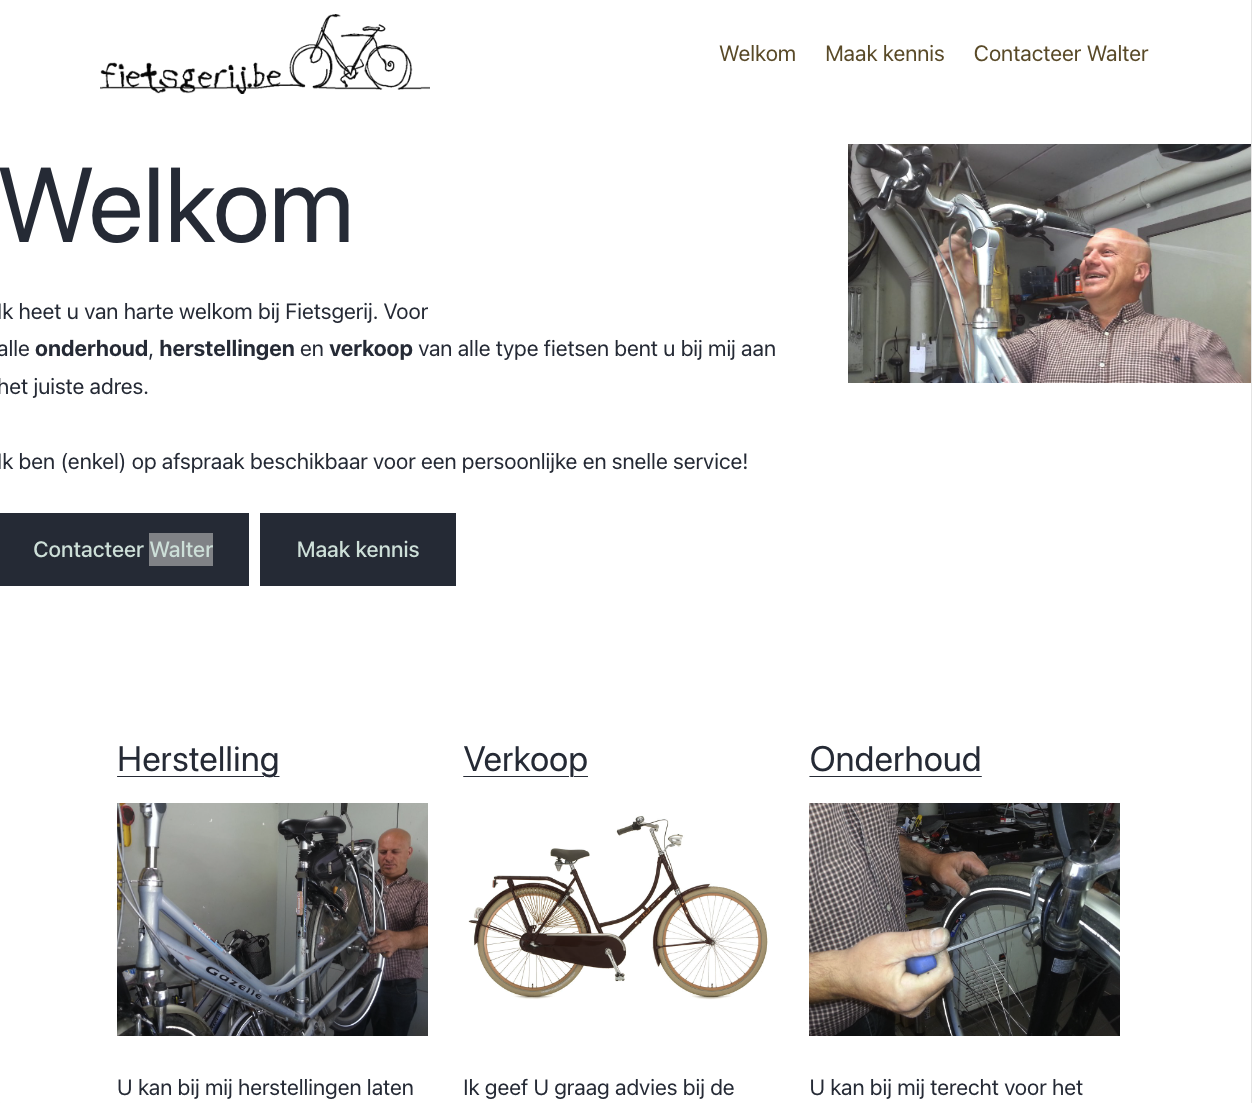 fietsgerij.be
Welkom Maak kennis Contacteer Walter
Welkom
Ik heet u van harte welkom bij Fietsgerij. Voor
alle onderhoud, herstellingen en verkoop van alle type fietsen bent u bij mij aan
het juiste adres.
Ik ben (enkel) op afspraak beschikbaar voor een persoonlijke en snelle service!
Contacteer Walter Maak kennis
Herstelling
Verkoop
Onderhoud
Gazelle
U kan bij mij herstellingen laten
Ik geef U graag advies bij de
U kan bij mij terecht voor het